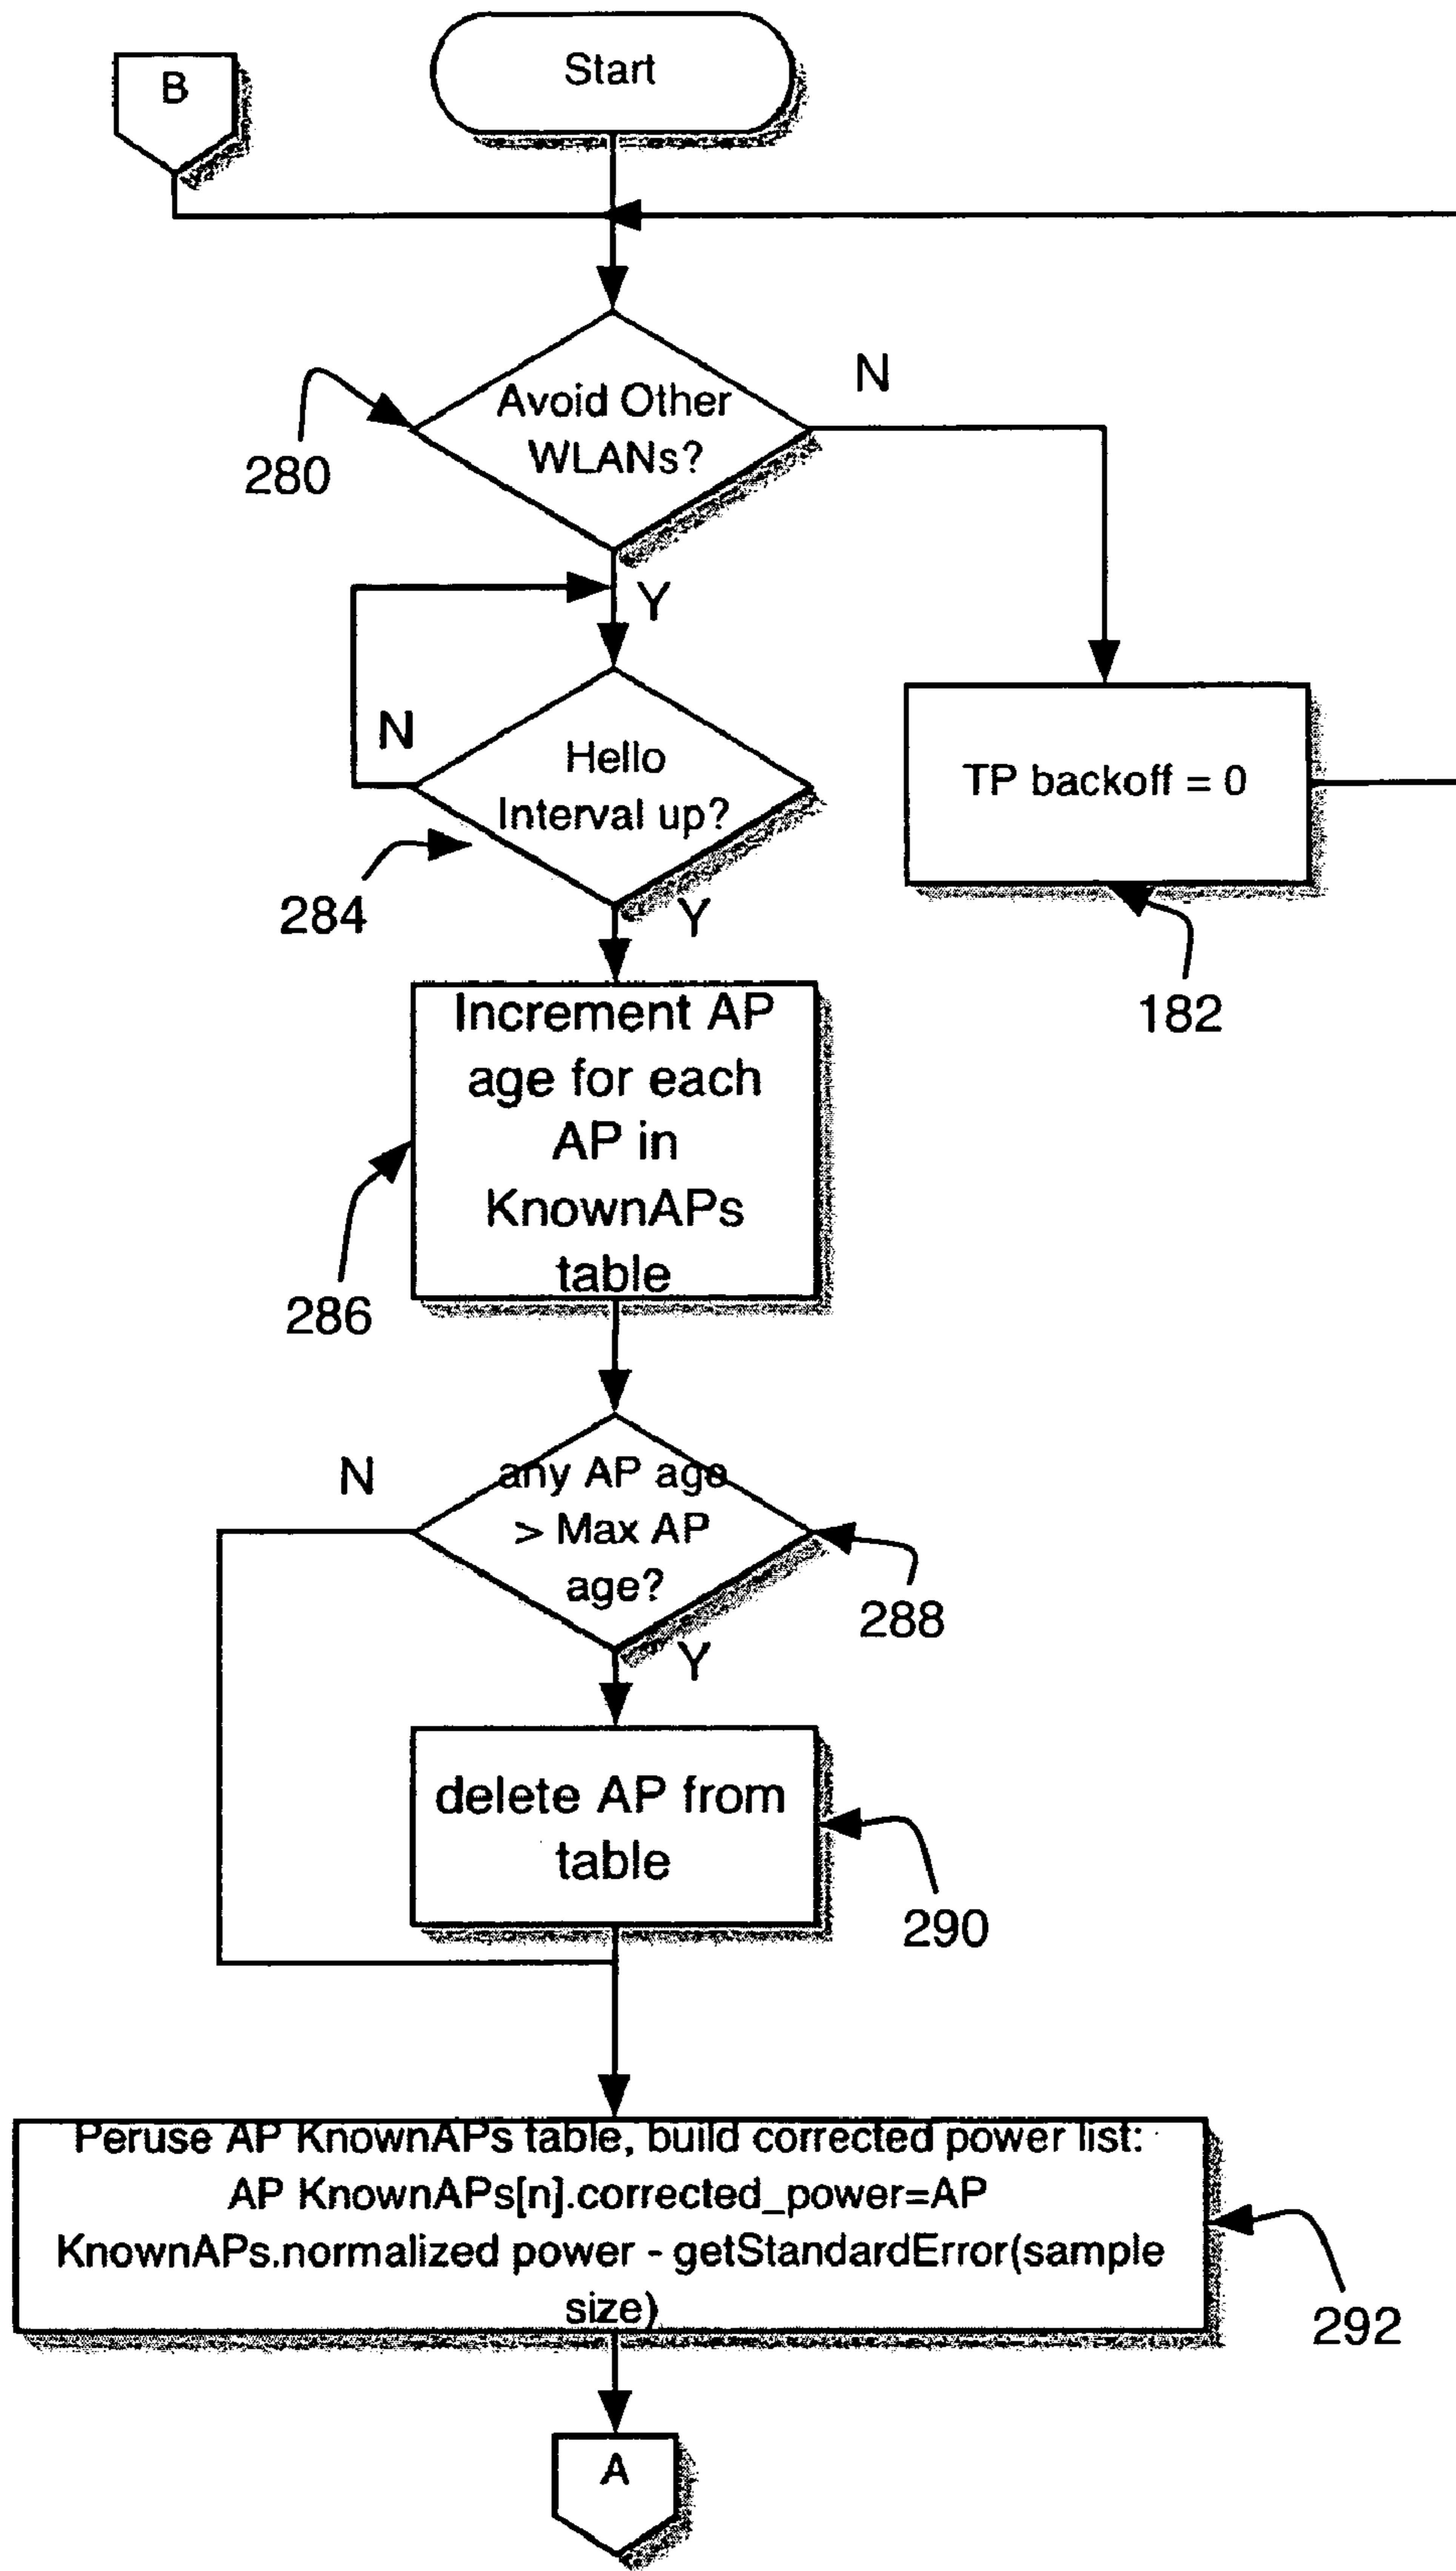 B
Start
Avoid Other
WLANs?
N
280
Y
N
Hello
Interval up?
TP backoff = 0
284
Y
182
Increment AP
age for each
AP in
KnownAPs
table
286
N
any AP age
> Max AP
age?
288
Y
delete AP from
table
290
Peruse AP KnownAPs table, build corrected power list:
AP KnownAPs[n].corrected_power=AP
KnownAPs.normalized power - getStandardError(sample
size)
292
A